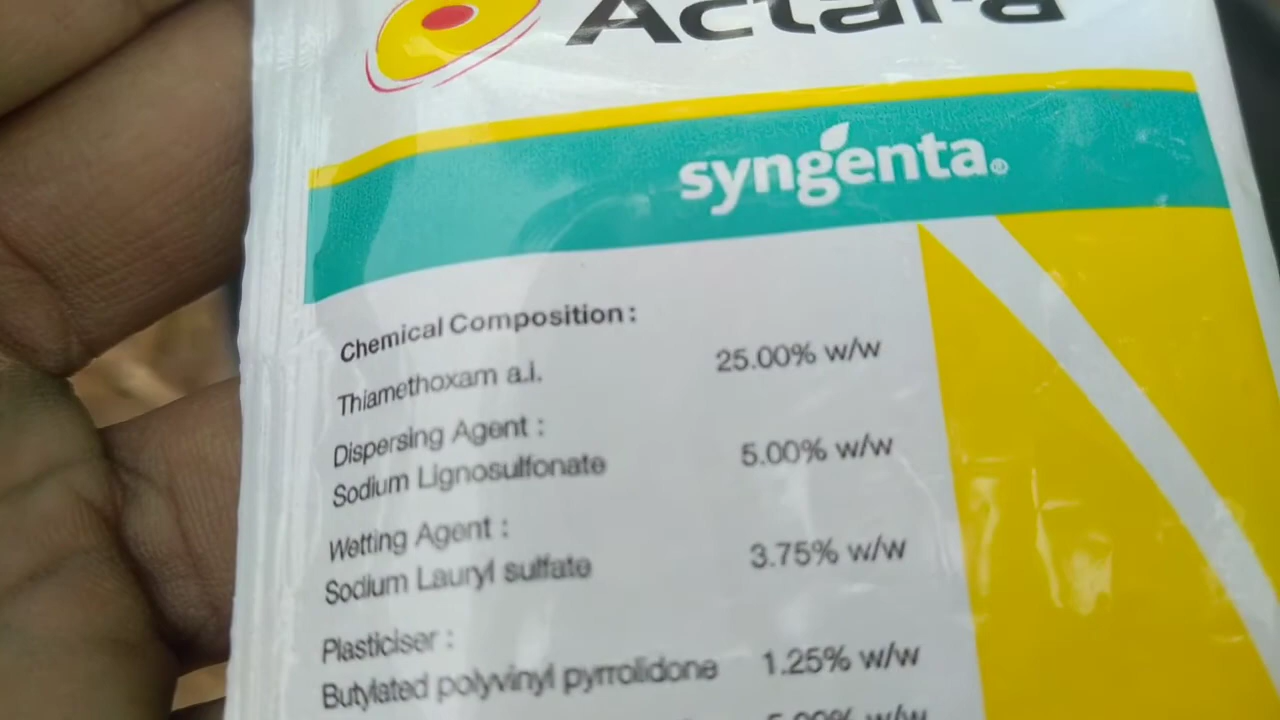 Actara
syngenta®
Chemical Composition :
Thiamethoxam a.i. 25.00% w/w
Dispersing Agent :
Sodium Lignosulfonate 5.00% w/w
Wetting Agent :
Sodium Lauryl sulfate 3.75% w/w
Plasticiser :
Butylated polyvinyl pyrrolidone 1.25% w/w
w/w